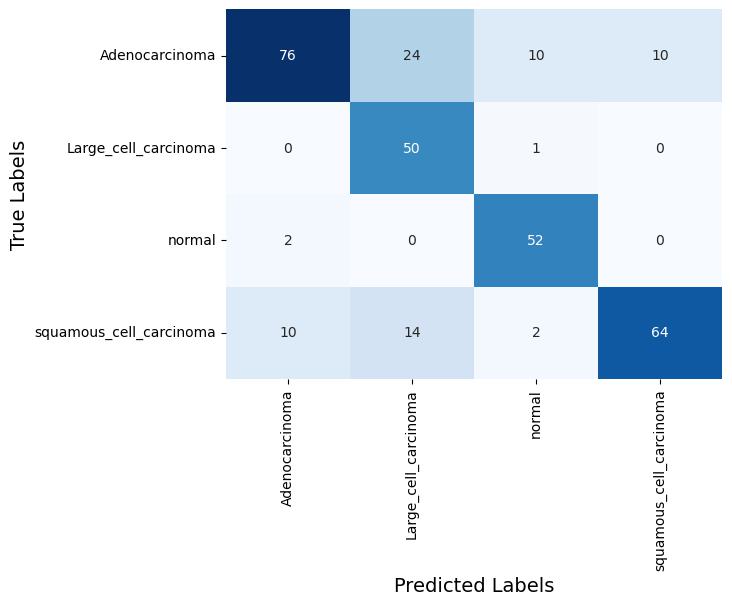 Adenocarcinoma 76 24 10 10
Large_cell_carcinoma 0 50 1 0
normal 2 0 52 0
squamous_cell_carcinoma 10 14 2 64
True Labels
Adenocarcinoma
Large_cell_carcinoma
normal
squamous_cell_carcinoma
Predicted Labels